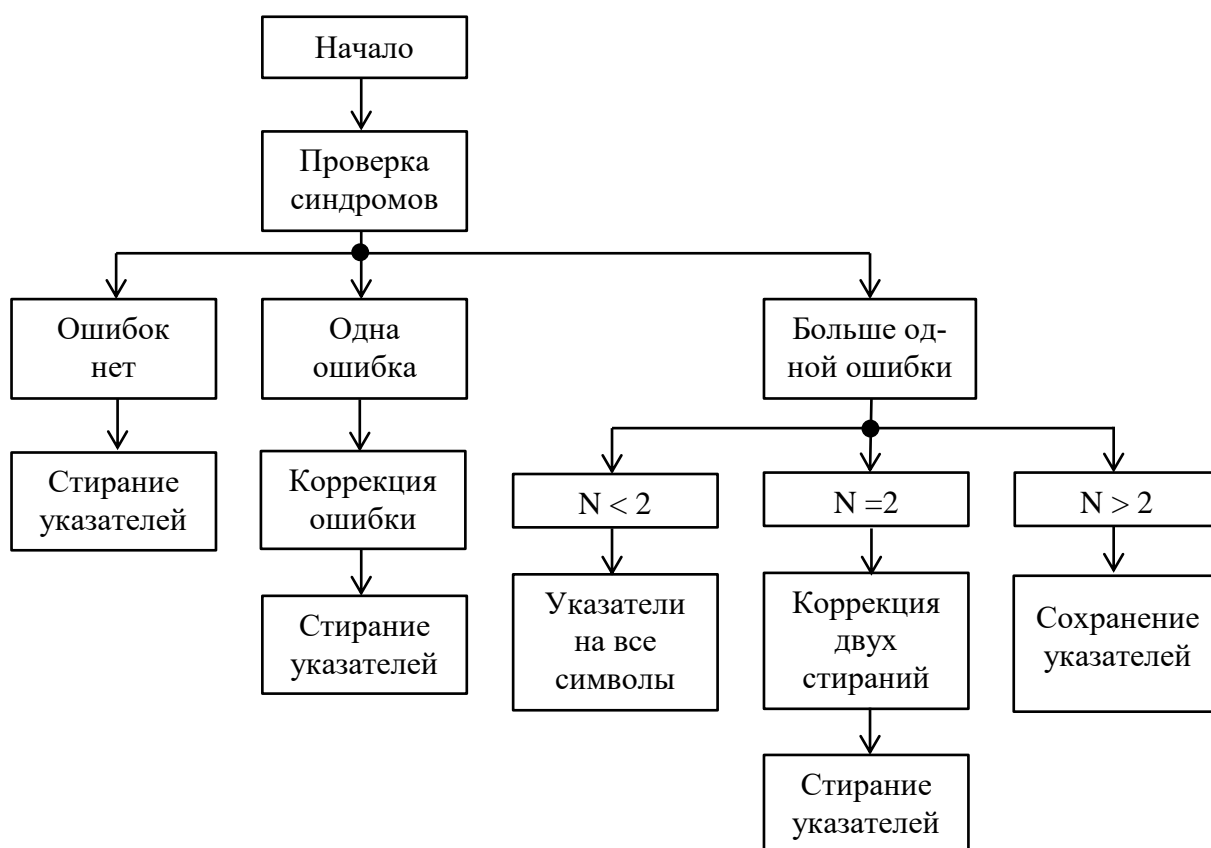 Начало
Проверка
синдромов
Ошибок
нет
Одна
ошибка
Больше од-
ной ошибки
Стирание
указателей
Коррекция
ошибки
N < 2
N =2
N > 2
Стирание
указателей
Указатели
на все
символы
Коррекция
двух
стираний
Сохранение
указателей
Стирание
указателей